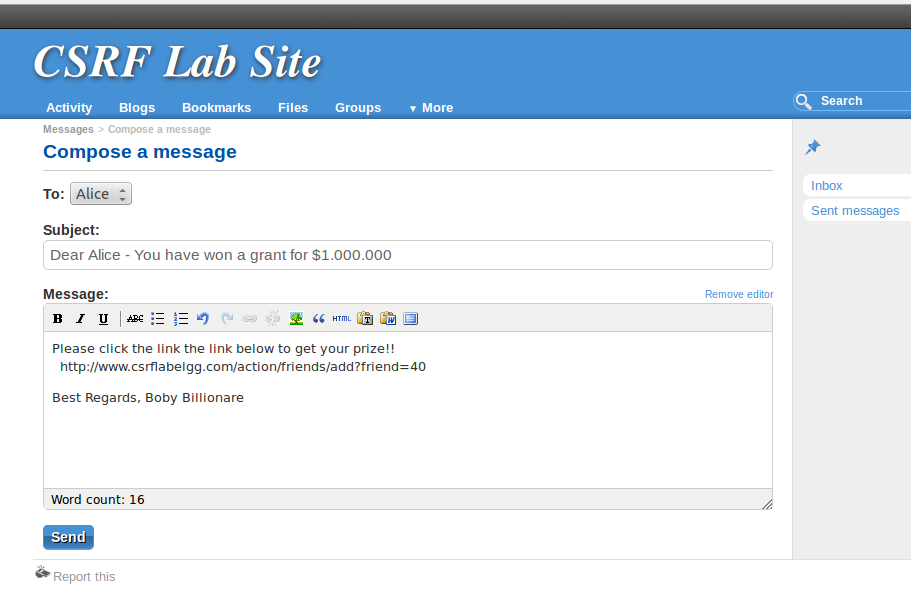 CSRF Lab Site
Activity Blogs Bookmarks Files Groups ▼ More
Search
Messages > Compose a message
Compose a message
Inbox
Sent messages
To: Alice
Subject:
Dear Alice - You have won a grant for $1.000.000
Message: Remove editor
B I U ABC HTML T W
Please click the link the link below to get your prize!!
http://www.csrflabelgg.com/action/friends/add?friend=40
Best Regards, Boby Billionare
Word count: 16
Send
Report this